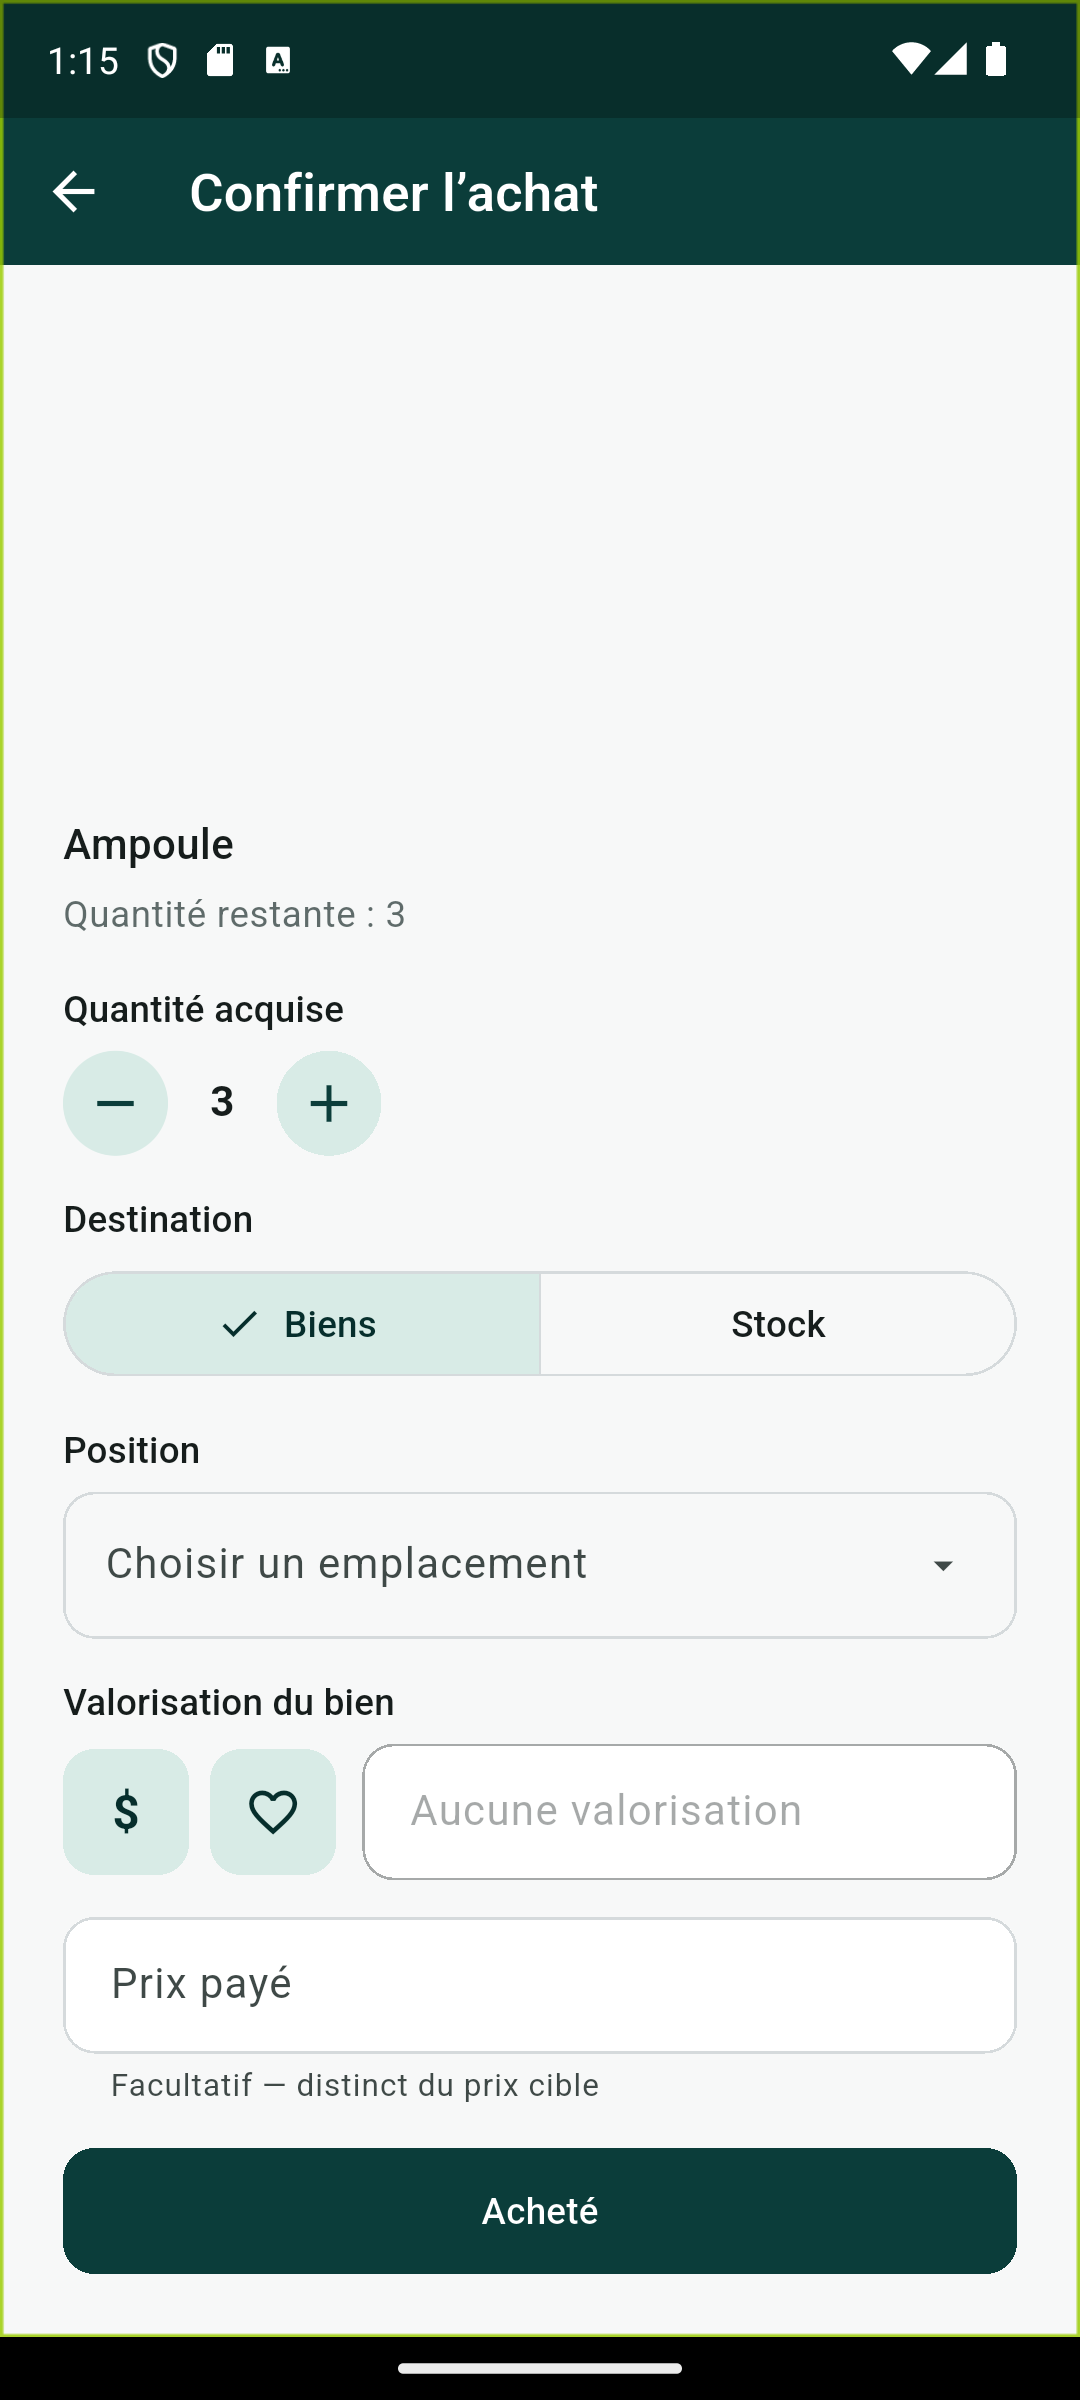 1:15
Confirmer l’achat
Ampoule
Quantité restante : 3
Quantité acquise
3
Destination
Biens
Stock
Position
Choisir un emplacement
Valorisation du bien
$
Aucune valorisation
Prix payé
Facultatif — distinct du prix cible
Acheté